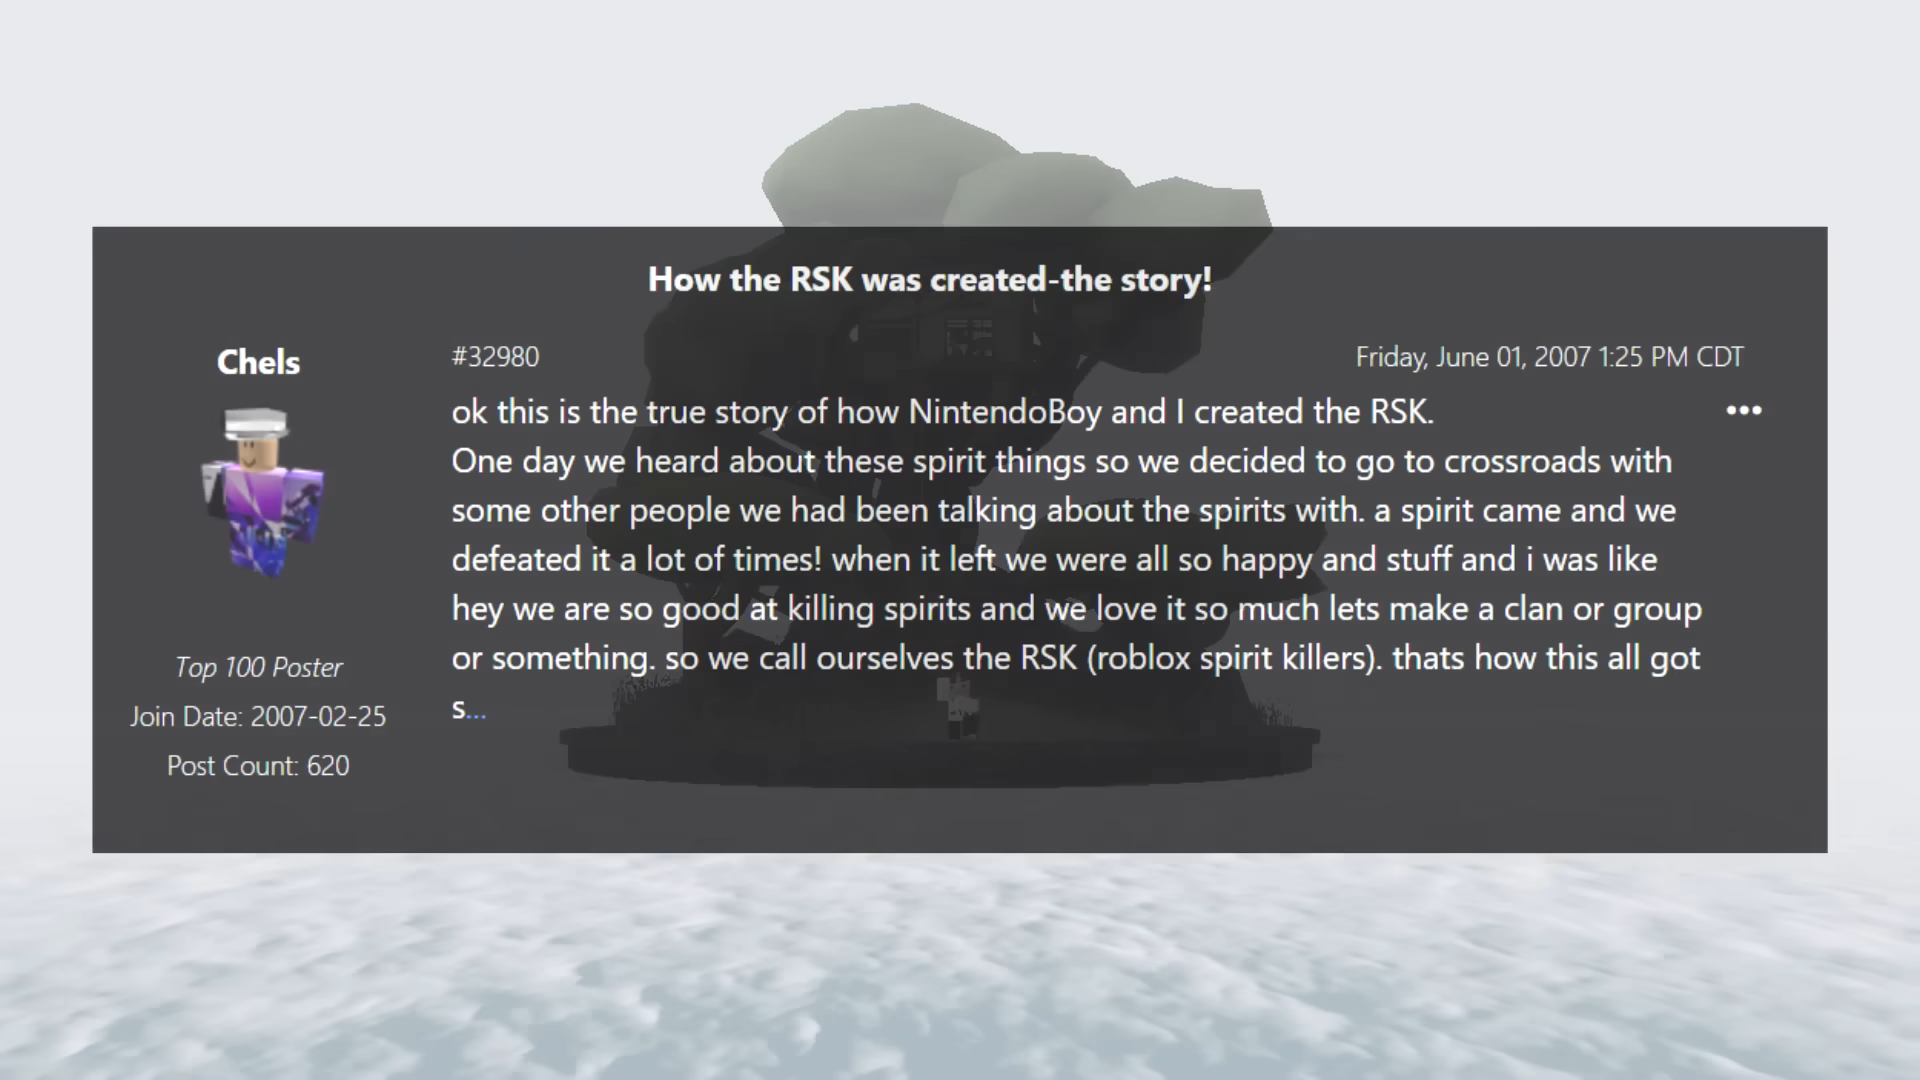 How the RSK was created-the story!
Chels
#32980
Friday, June 01, 2007 1:25 PM CDT
ok this is the true story of how NintendoBoy and I created the RSK.
•••
One day we heard about these spirit things so we decided to go to crossroads with
some other people we had been talking about the spirits with. a spirit came and we
defeated it a lot of times! when it left we were all so happy and stuff and i was like
hey we are so good at killing spirits and we love it so much lets make a clan or group
or something. so we call ourselves the RSK (roblox spirit killers). thats how this all got
s...
Top 100 Poster
Join Date: 2007-02-25
Post Count: 620